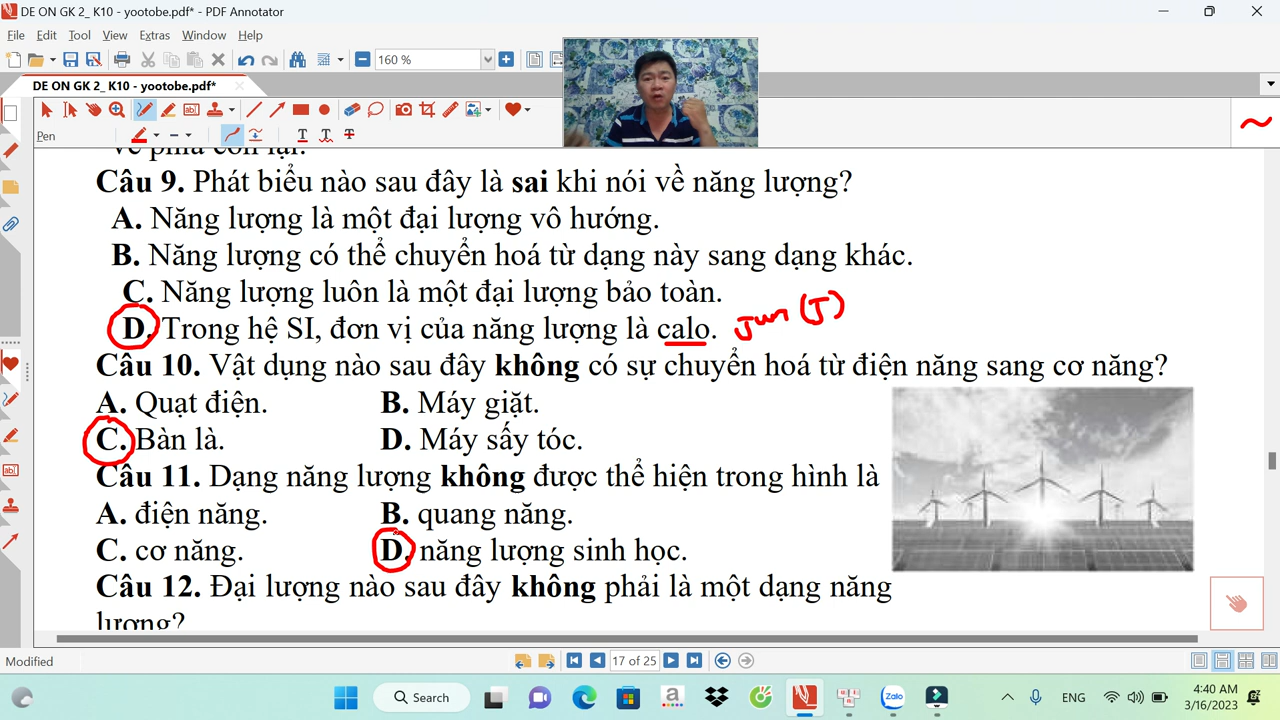 DE ON GK 2_ K10 - yootobe.pdf* - PDF Annotator
File Edit Tool View Extras Window Help
160 %
DE ON GK 2_ K10 - yootobe.pdf*
Pen
về phía còn lại.
Câu 9. Phát biểu nào sau đây là sai khi nói về năng lượng?
A. Năng lượng là một đại lượng vô hướng.
B. Năng lượng có thể chuyển hoá từ dạng này sang dạng khác.
C. Năng lượng luôn là một đại lượng bảo toàn.
D. Trong hệ SI, đơn vị của năng lượng là calo. Jun (J)
Câu 10. Vật dụng nào sau đây không có sự chuyển hoá từ điện năng sang cơ năng?
A. Quạt điện. B. Máy giặt.
C. Bàn là. D. Máy sấy tóc.
Câu 11. Dạng năng lượng không được thể hiện trong hình là
A. điện năng. B. quang năng.
C. cơ năng. D. năng lượng sinh học.
Câu 12. Đại lượng nào sau đây không phải là một dạng năng
lượng?
Modified 17 of 25
Search Zalo ENG 4:40 AM
3/16/2023